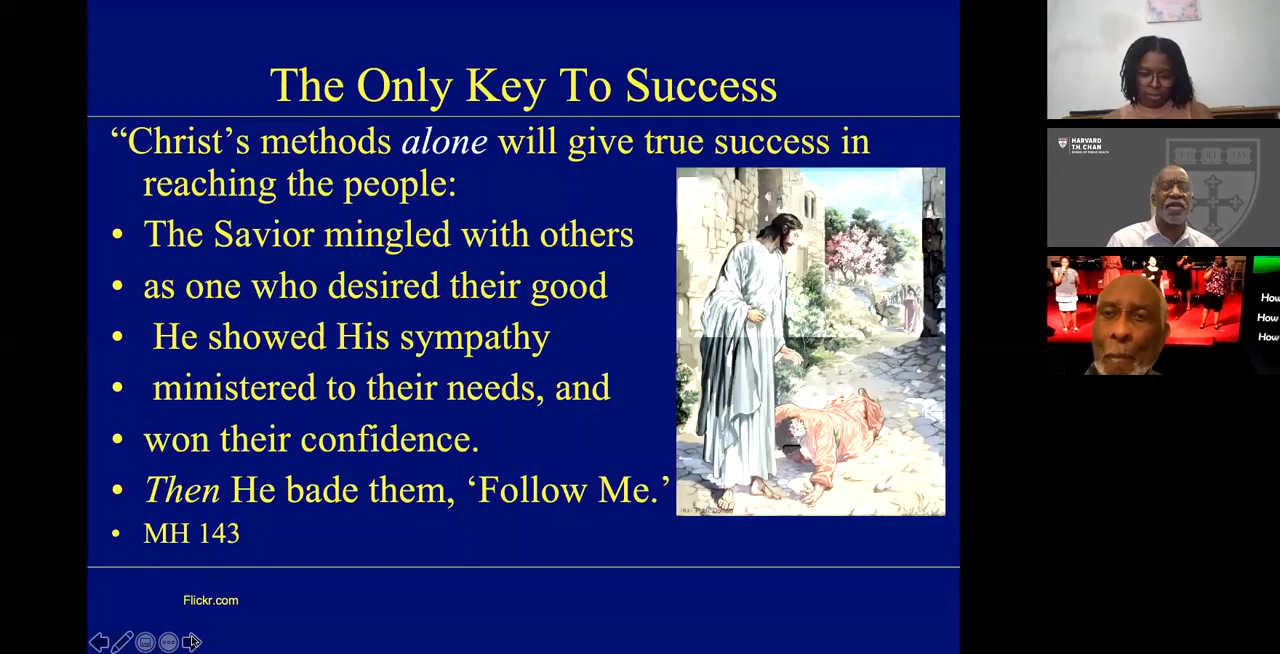 The Only Key To Success
“Christ’s methods alone will give true success in
reaching the people:
• The Savior mingled with others
• as one who desired their good
• He showed His sympathy
• ministered to their needs, and
• won their confidence.
• Then He bade them, ‘Follow Me.’
• MH 143
Flickr.com
HARVARD
T.H. CHAN
SCHOOL OF PUBLIC HEALTH
VE RI TAS
How
How
How